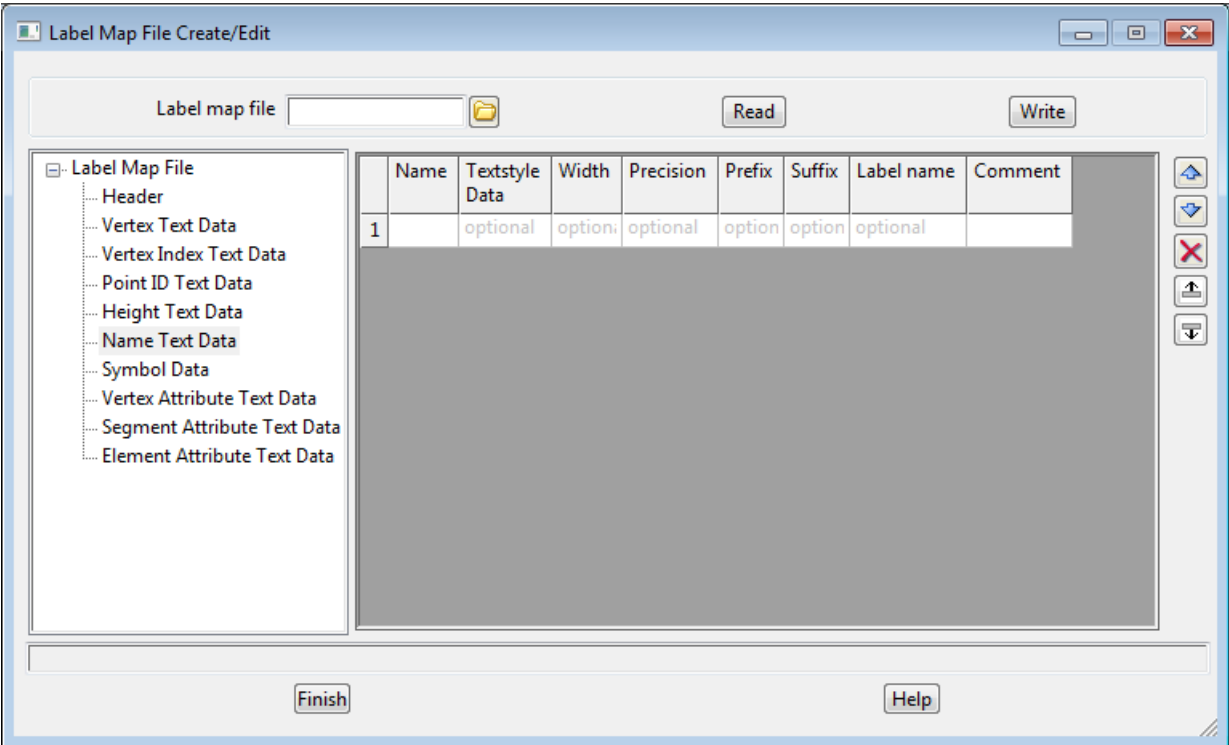 Label Map File Create/Edit
Label map file Read Write
Label Map File
Header
Vertex Text Data
Vertex Index Text Data
Point ID Text Data
Height Text Data
Name Text Data
Symbol Data
Vertex Attribute Text Data
Segment Attribute Text Data
Element Attribute Text Data
Name Textstyle Data Width Precision Prefix Suffix Label name Comment
1 optional optiona optional option option optional
Finish Help